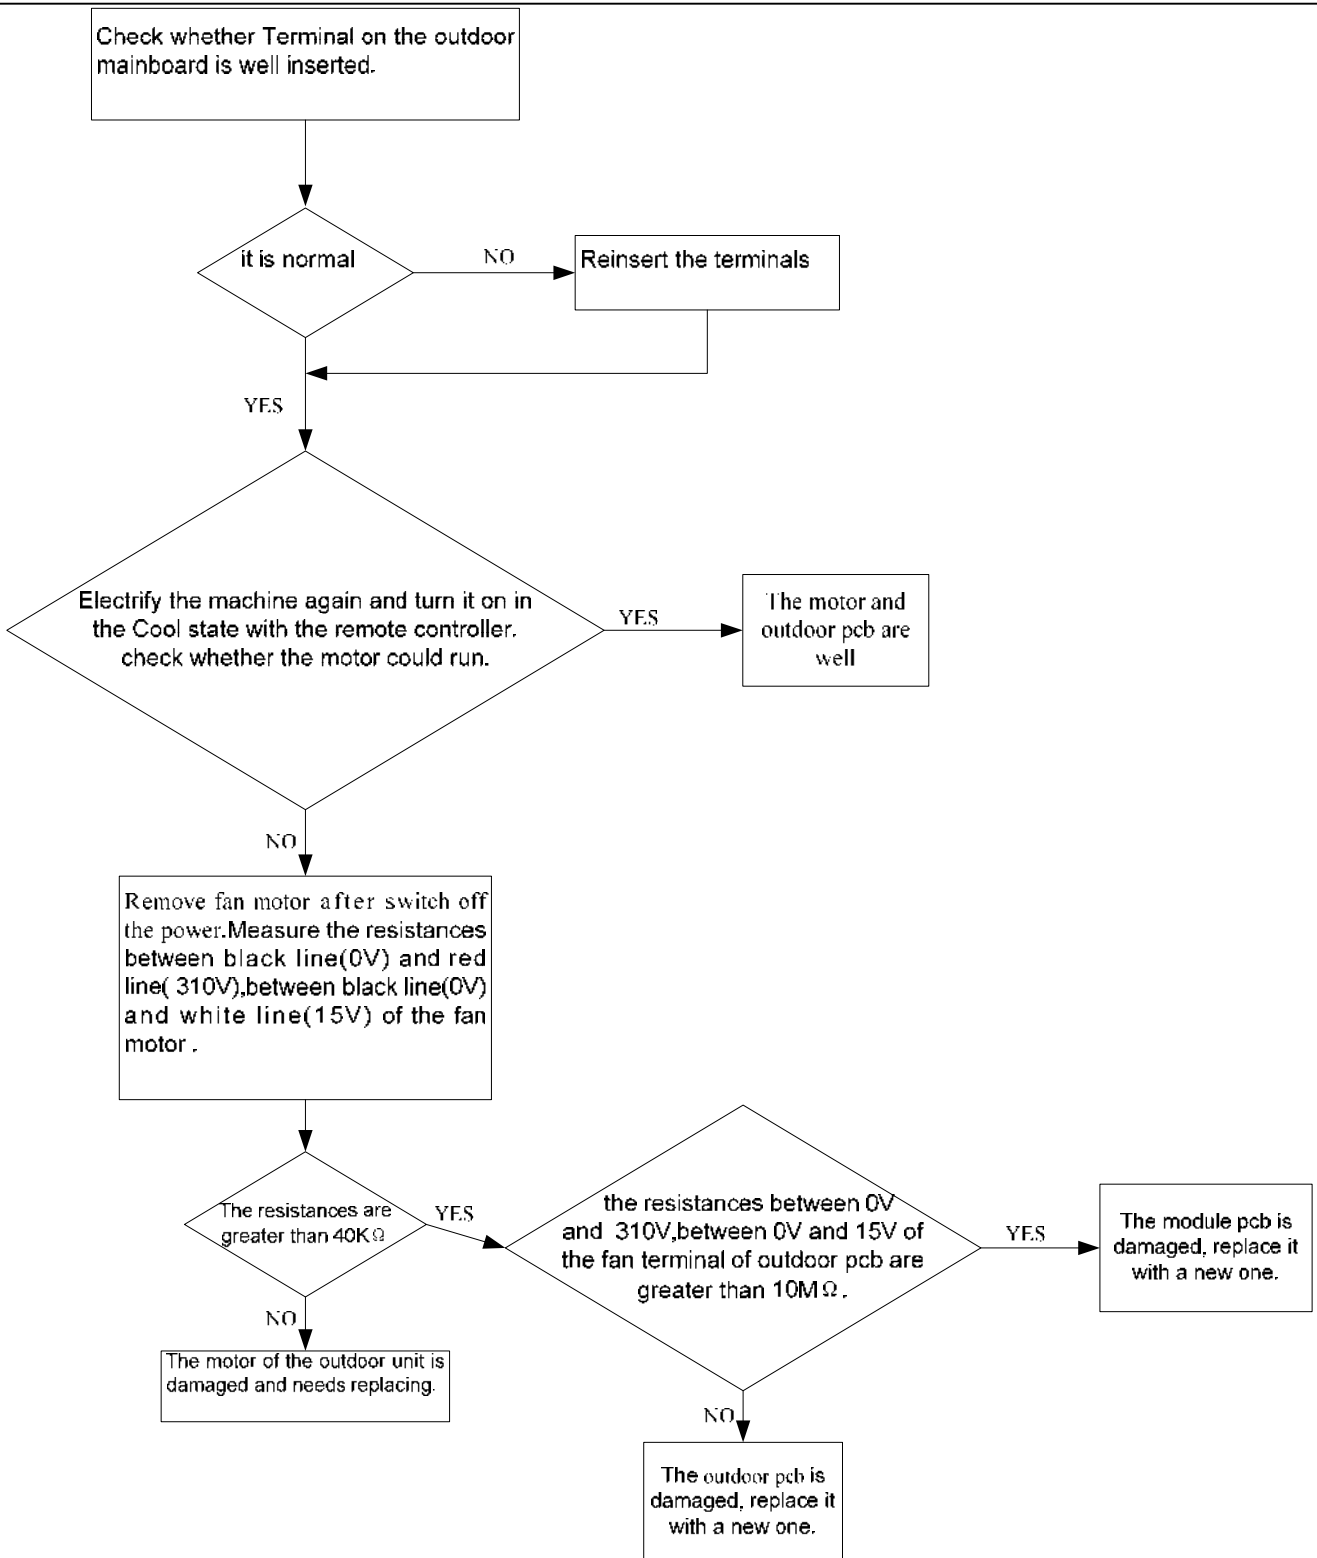 Check whether Terminal on the outdoor
mainboard is well inserted.
it is normal
NO
Reinsert the terminals
YES
Electrify the machine again and turn it on in
the Cool state with the remote controller.
check whether the motor could run.
YES
The motor and
outdoor pcb are
well
NO
Remove fan motor after switch off
the power.Measure the resistances
between black line(0V) and red
line( 310V),between black line(0V)
and white line(15V) of the fan
motor .
The resistances are
greater than 40KΩ
YES
the resistances between 0V
and 310V,between 0V and 15V of
the fan terminal of outdoor pcb are
greater than 10MΩ.
YES
The module pcb is
damaged, replace it
with a new one.
NO
The motor of the outdoor unit is
damaged and needs replacing.
NO
The outdoor pcb is
damaged, replace it
with a new one.